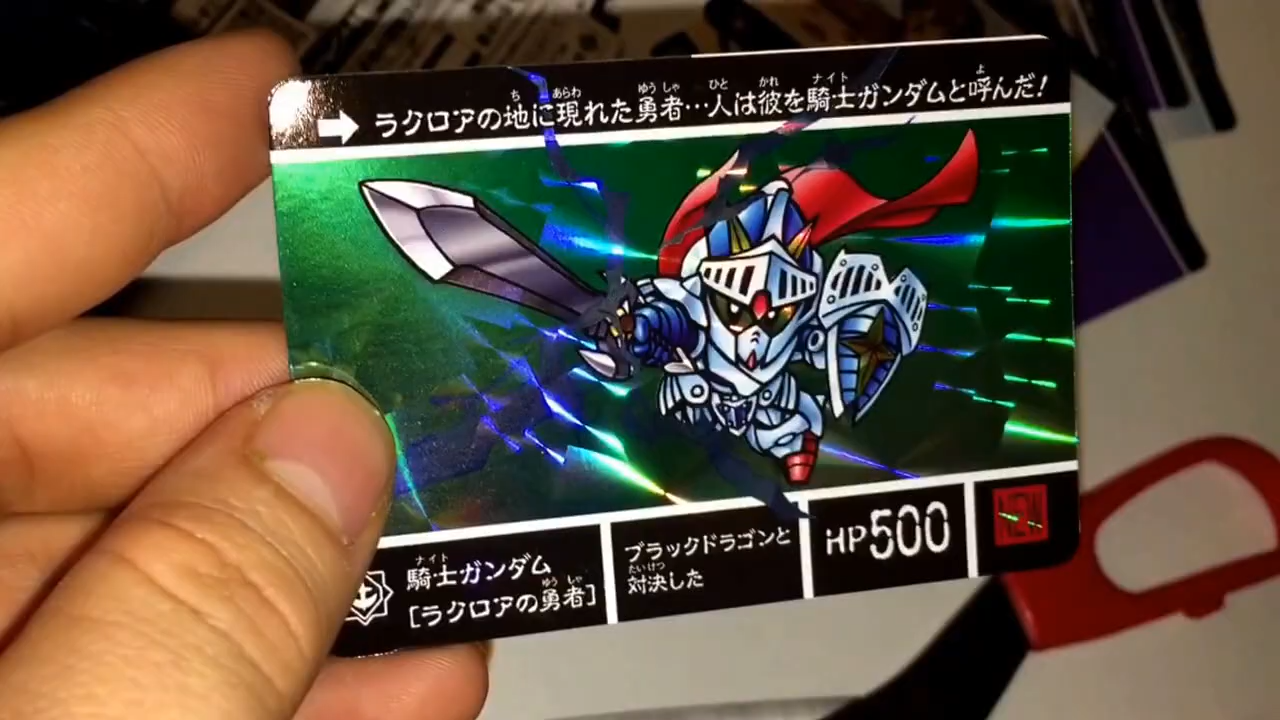 ラクロアの地に現れた勇者…人は彼を騎士ガンダムと呼んだ!
騎士ガンダム
[ラクロアの勇者]
ブラックドラゴンと
対決した
HP500
NEW